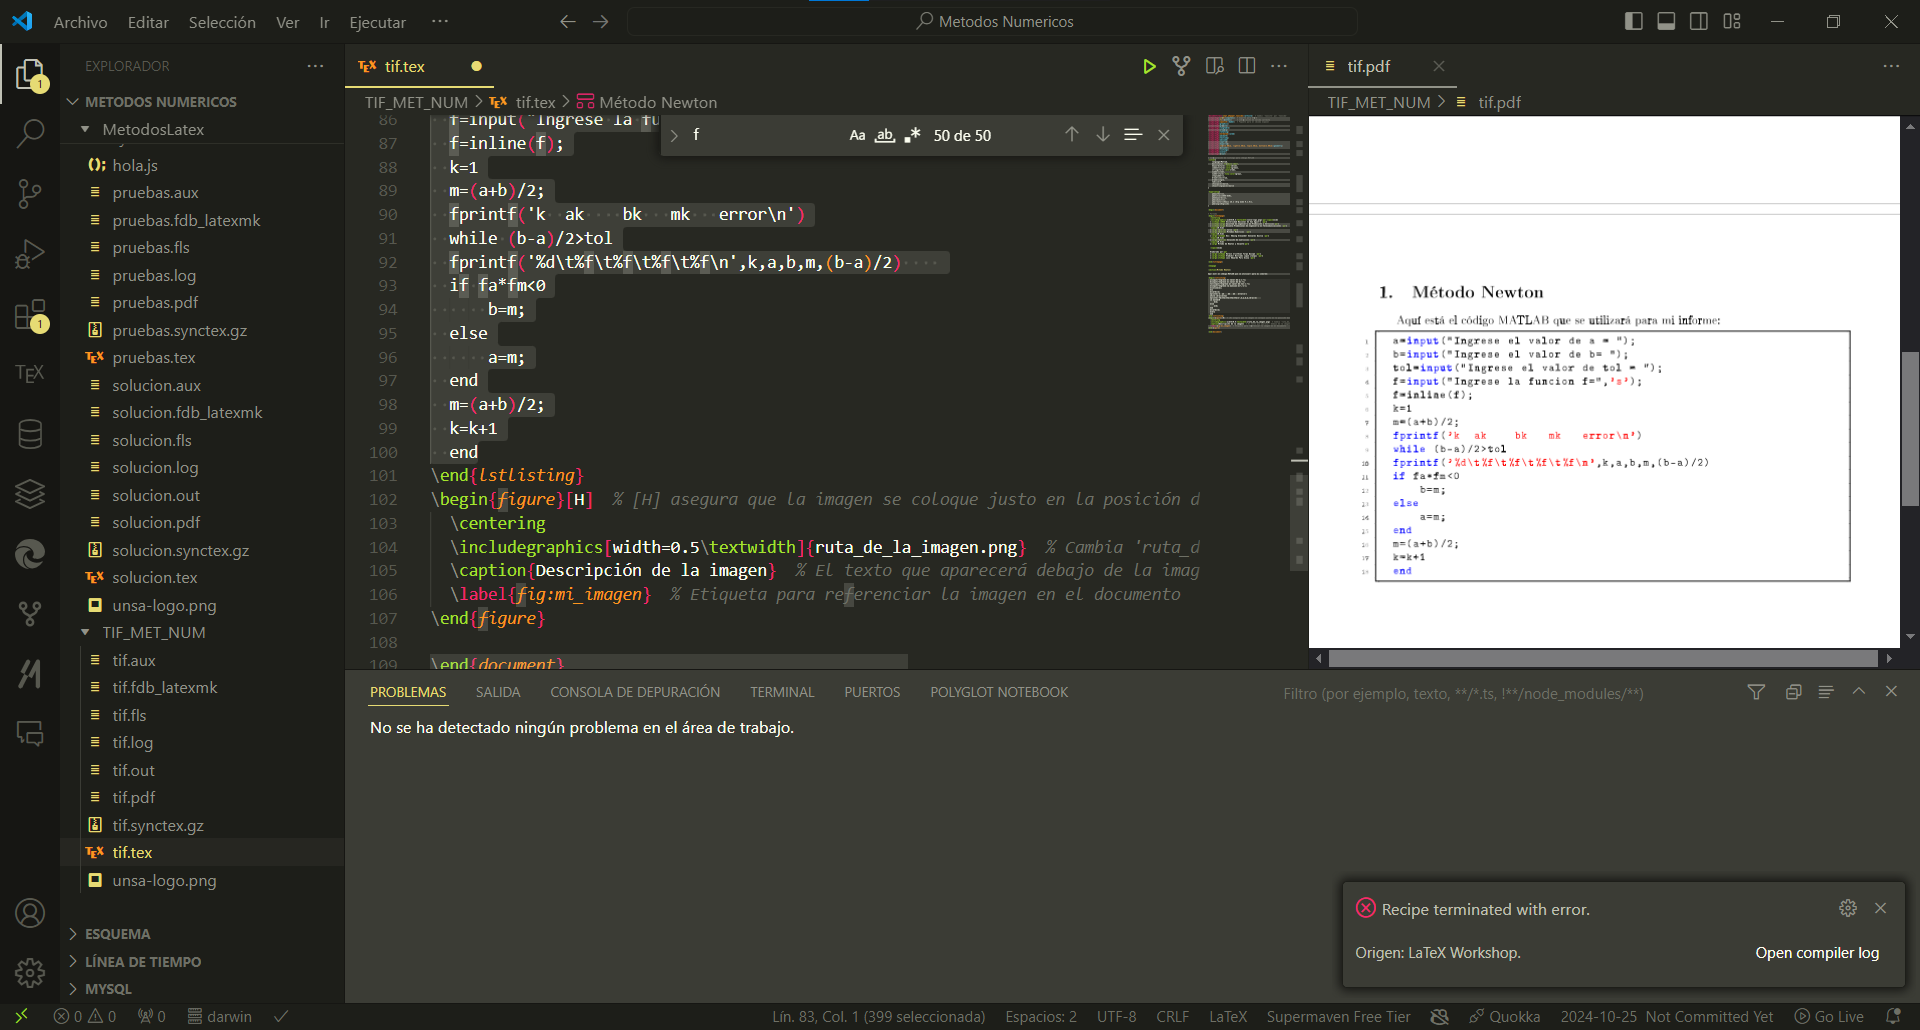 Archivo Editar Selección Ver Ir Ejecutar ··· Metodos Numericos
EXPLORADOR ···
METODOS NUMERICOS
MetodosLatex
hola.js
pruebas.aux
pruebas.fdb_latexmk
pruebas.fls
pruebas.log
pruebas.pdf
pruebas.synctex.gz
pruebas.tex
solucion.aux
solucion.fdb_latexmk
solucion.fls
solucion.log
solucion.out
solucion.pdf
solucion.synctex.gz
solucion.tex
unsa-logo.png
TIF_MET_NUM
tif.aux
tif.fdb_latexmk
tif.fls
tif.log
tif.out
tif.pdf
tif.synctex.gz
tif.tex
unsa-logo.png
ESQUEMA
LÍNEA DE TIEMPO
MYSQL
1
1
TEX
TEX tif.tex
TIF_MET_NUM > TEX tif.tex > Método Newton
f Aa ab .* 50 de 50
86 f=input("Ingrese la fu
87 f=inline(f);
88 k=1
89 m=(a+b)/2;
90 fprintf('k  ak    bk   mk   error\n')
91 while (b-a)/2>tol
92 fprintf('%d\t%f\t%f\t%f\t%f\n',k,a,b,m,(b-a)/2)
93 if fa*fm<0
94 b=m;
95 else
96 a=m;
97 end
98 m=(a+b)/2;
99 k=k+1
100 end
101 \end{lstlisting}
102 \begin{figure}[H]  % [H] asegura que la imagen se coloque justo en la posición d
103 \centering
104 \includegraphics[width=0.5\textwidth]{ruta_de_la_imagen.png}  % Cambia 'ruta_d
105 \caption{Descripción de la imagen}  % El texto que aparecerá debajo de la imag
106 \label{fig:mi_imagen}  % Etiqueta para referenciar la imagen en el documento
107 \end{figure}
108
109 \end{document}
tif.pdf
TIF_MET_NUM > tif.pdf
1. Método Newton
Aquí está el código MATLAB que se utilizará para mi informe:
a=input("Ingrese el valor de a = ");
b=input("Ingrese el valor de b= ");
tol=input("Ingrese el valor de tol = ");
f=input("Ingrese la funcion f=",'s');
f=inline(f);
k=1
m=(a+b)/2;
fprintf('k  ak    bk   mk   error\n')
while (b-a)/2>tol
fprintf('%d\t%f\t%f\t%f\t%f\n',k,a,b,m,(b-a)/2)
if fa*fm<0
b=m;
else
a=m;
end
m=(a+b)/2;
k=k+1
end
PROBLEMAS SALIDA CONSOLA DE DEPURACIÓN TERMINAL PUERTOS POLYGLOT NOTEBOOK Filtro (por ejemplo, texto, **/*.ts, !**/node_modules/**)
No se ha detectado ningún problema en el área de trabajo.
Recipe terminated with error.
Origen: LaTeX Workshop. Open compiler log
0 0 0 darwin Lín. 83, Col. 1 (399 seleccionada) Espacios: 2 UTF-8 CRLF LaTeX Supermaven Free Tier Quokka 2024-10-25 Not Committed Yet Go Live